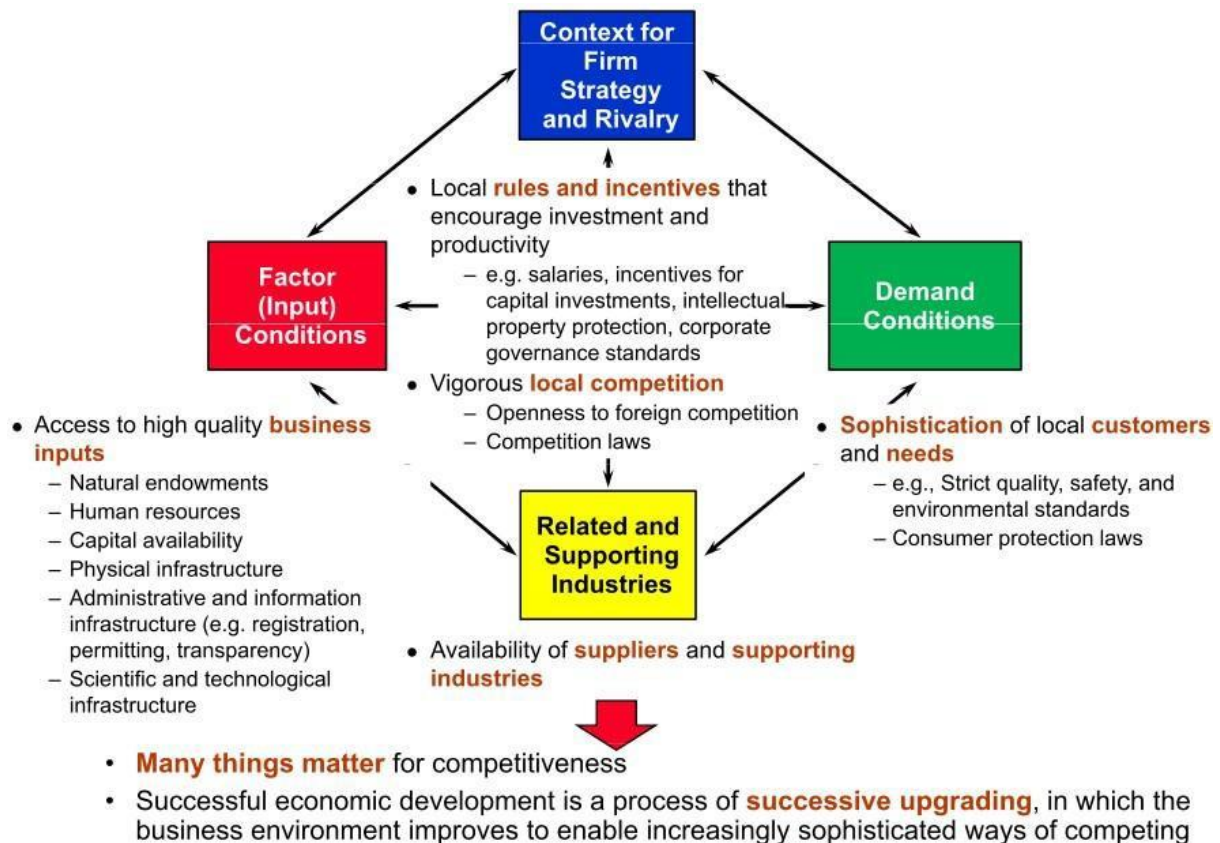 Context for
Firm
Strategy
and Rivalry
• Local rules and incentives that
encourage investment and
productivity
– e.g. salaries, incentives for
capital investments, intellectual
property protection, corporate
governance standards
• Vigorous local competition
– Openness to foreign competition
– Competition laws
Factor
(Input)
Conditions
• Access to high quality business
inputs
– Natural endowments
– Human resources
– Capital availability
– Physical infrastructure
– Administrative and information
infrastructure (e.g. registration,
permitting, transparency)
– Scientific and technological
infrastructure
Demand
Conditions
• Sophistication of local customers
and needs
– e.g., Strict quality, safety, and
environmental standards
– Consumer protection laws
Related and
Supporting
Industries
• Availability of suppliers and supporting
industries
• Many things matter for competitiveness
• Successful economic development is a process of successive upgrading, in which the
business environment improves to enable increasingly sophisticated ways of competing